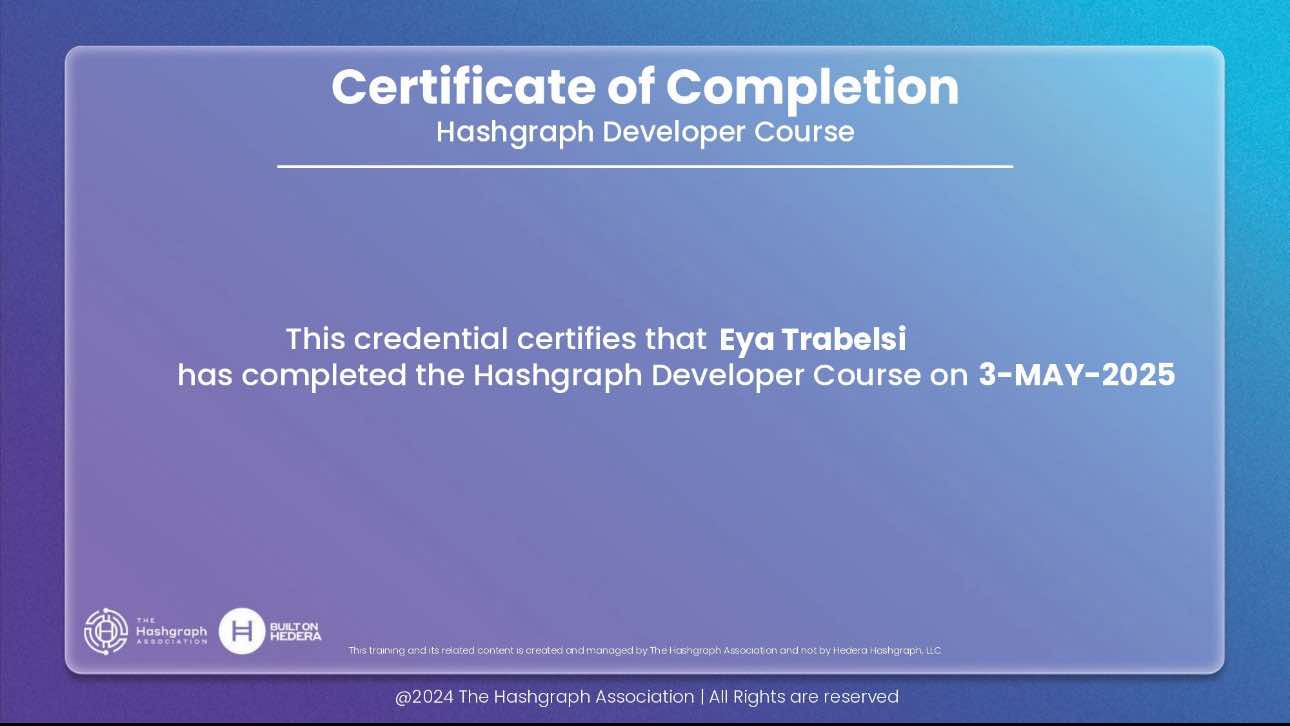 Certificate of Completion
Hashgraph Developer Course
This credential certifies that Eya Trabelsi
has completed the Hashgraph Developer Course on 3-MAY-2025
THE
Hashgraph
ASSOCIATION
BUILT ON
HEDERA
This training and its related content is created and managed by The Hashgraph Association and not by Hedera Hashgraph, LLC
@2024 The Hashgraph Association | All Rights are reserved